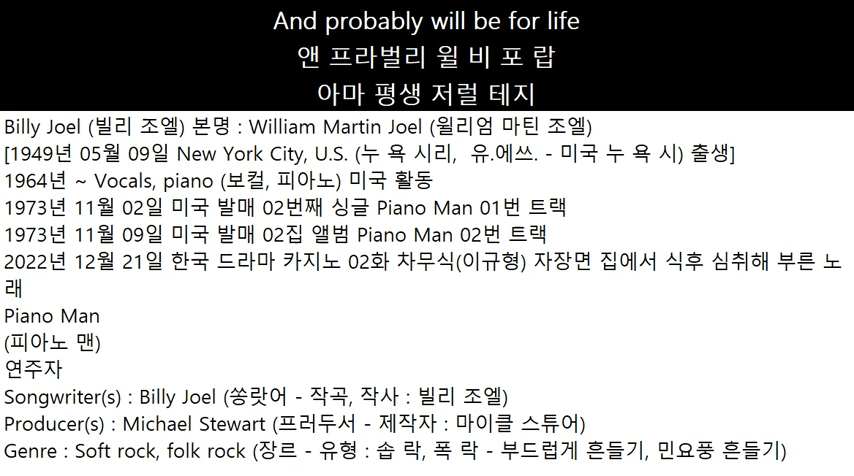 And probably will be for life
앤 프라벌리 윌 비 포 랍
아마 평생 저럴 테지
Billy Joel (빌리 조엘) 본명 : William Martin Joel (윌리엄 마틴 조엘)
[1949년 05월 09일 New York City, U.S. (누 욕 시리,  유.에쓰. - 미국 누 욕 시) 출생]
1964년 ~ Vocals, piano (보컬, 피아노) 미국 활동
1973년 11월 02일 미국 발매 02번째 싱글 Piano Man 01번 트랙
1973년 11월 09일 미국 발매 02집 앨범 Piano Man 02번 트랙
2022년 12월 21일 한국 드라마 카지노 02화 차무식(이규형) 자장면 집에서 식후 심취해 부른 노
래
Piano Man
(피아노 맨)
연주자
Songwriter(s) : Billy Joel (쏭랏어 - 작곡, 작사 : 빌리 조엘)
Producer(s) : Michael Stewart (프러두서 - 제작자 : 마이클 스튜어)
Genre : Soft rock, folk rock (장르 - 유형 : 솝 락, 폭 락 - 부드럽게 흔들기, 민요풍 흔들기)